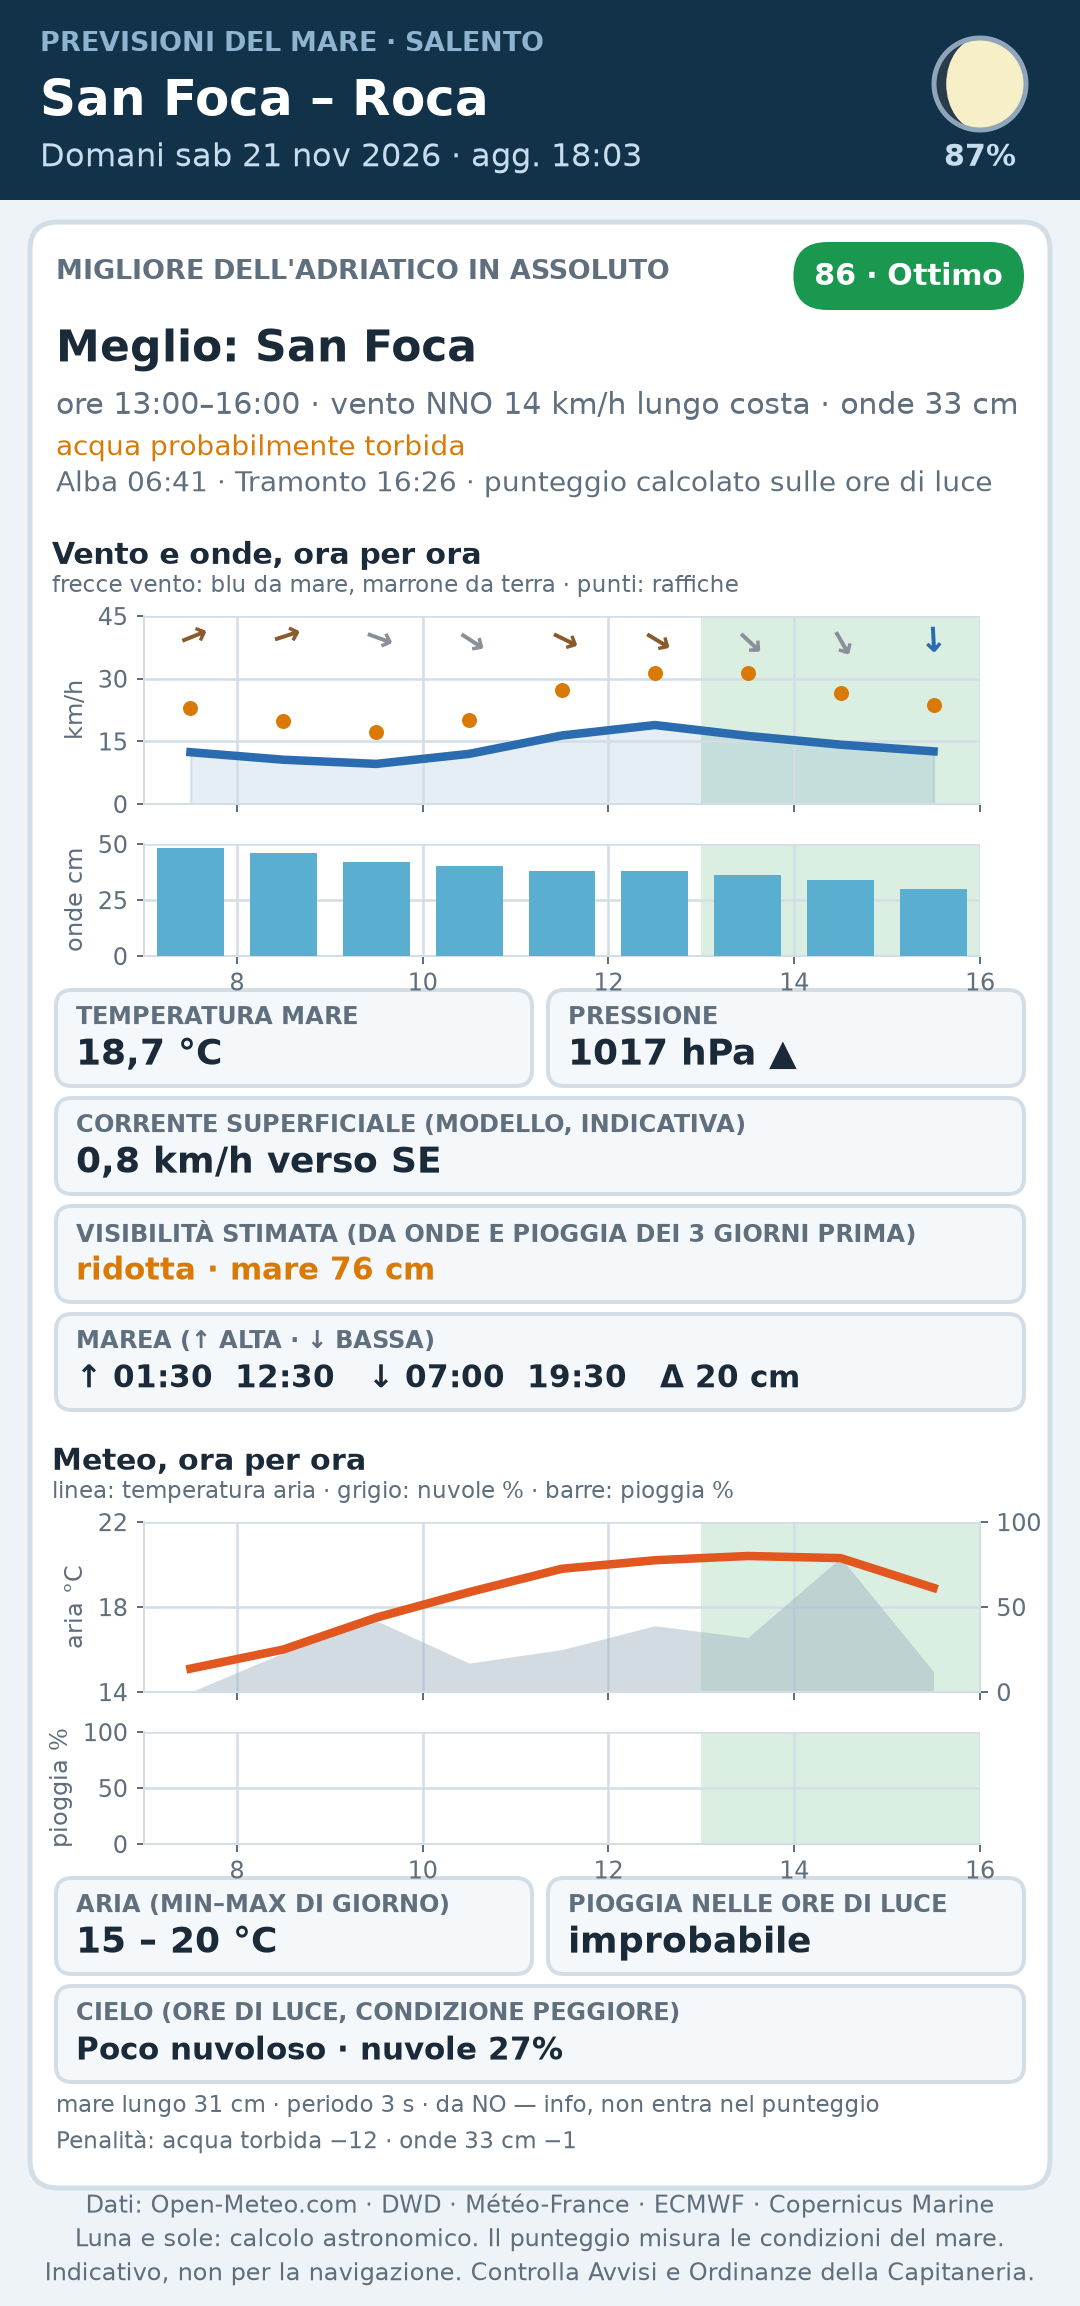 PREVISIONI DEL MARE · SALENTO
San Foca – Roca
Domani sab 21 nov 2026 · agg. 18:03
87%
MIGLIORE DELL'ADRIATICO IN ASSOLUTO
86 · Ottimo
Meglio: San Foca
ore 13:00–16:00 · vento NNO 14 km/h lungo costa · onde 33 cm
acqua probabilmente torbida
Alba 06:41 · Tramonto 16:26 · punteggio calcolato sulle ore di luce
Vento e onde, ora per ora
frecce vento: blu da mare, marrone da terra · punti: raffiche
45
30
15
0
km/h
50
25
0
onde cm
8 10 12 14 16
TEMPERATURA MARE
18,7 °C
PRESSIONE
1017 hPa ▲
CORRENTE SUPERFICIALE (MODELLO, INDICATIVA)
0,8 km/h verso SE
VISIBILITÀ STIMATA (DA ONDE E PIOGGIA DEI 3 GIORNI PRIMA)
ridotta · mare 76 cm
MAREA (↑ ALTA · ↓ BASSA)
↑ 01:30 12:30 ↓ 07:00 19:30 Δ 20 cm
Meteo, ora per ora
linea: temperatura aria · grigio: nuvole % · barre: pioggia %
22
18
14
aria °C
100
50
0
100
50
0
pioggia %
8 10 12 14 16
ARIA (MIN–MAX DI GIORNO)
15 – 20 °C
PIOGGIA NELLE ORE DI LUCE
improbabile
CIELO (ORE DI LUCE, CONDIZIONE PEGGIORE)
Poco nuvoloso · nuvole 27%
mare lungo 31 cm · periodo 3 s · da NO — info, non entra nel punteggio
Penalità: acqua torbida −12 · onde 33 cm −1
Dati: Open-Meteo.com · DWD · Météo-France · ECMWF · Copernicus Marine
Luna e sole: calcolo astronomico. Il punteggio misura le condizioni del mare.
Indicativo, non per la navigazione. Controlla Avvisi e Ordinanze della Capitaneria.